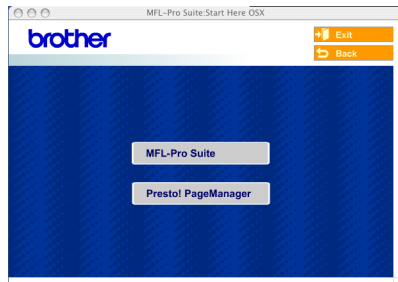 MFL-Pro Suite:Start Here OSX
brother
Exit
Back
MFL-Pro Suite
Presto! PageManager